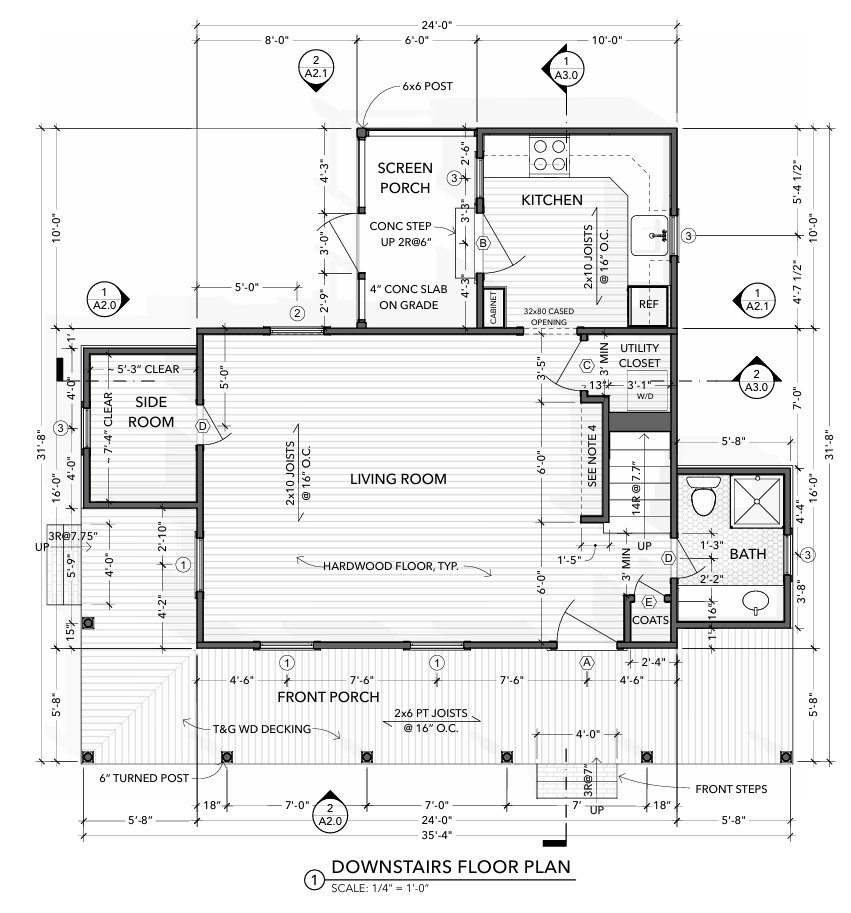 24'-0"
8'-0"
6'-0"
10'-0"
2
A2.1
1
A3.0
6x6 POST
SCREEN
PORCH
KITCHEN
3
2'-6"
4'-3"
3'-3"
5'-4 1/2"
10'-0"
10'-0"
CONC STEP
UP 2R@6"
B
3
3'-0"
2x10 JOISTS
@ 16" O.C.
4" CONC SLAB
ON GRADE
4'-3"
2'-9"
4'-7 1/2"
5'-0"
1
A2.0
2
CABINET
REF
1
A2.1
32x80 CASED
OPENING
1'
5'-3" CLEAR
4'-0"
5'-0"
3'-5"
C
3' MIN
UTILITY
CLOSET
13"
3'-1"
W/D
2
A3.0
SIDE
ROOM
~ 7'-4" CLEAR
3
D
7'-0"
5'-8"
31'-8"
31'-8"
2x10 JOISTS
@ 16" O.C.
LIVING ROOM
6'-0"
SEE NOTE 4
14R@7.7"
4'-0"
16'-0"
16'-0"
4'-4"
3R@7.75"
UP
2'-10"
1
4'-0"
5'-9"
4'-2"
15"
HARDWOOD FLOOR, TYP.
1'-5"
UP
3' MIN
D
1'-3"
BATH
2'-2"
3
3'-8"
6'-0"
E
COATS
16"
1'-
1
1
A
2'-4"
4'-6"
7'-6"
7'-6"
4'-6"
FRONT PORCH
5'-8"
5'-8"
2x6 PT JOISTS
@ 16" O.C.
T&G WD DECKING
4'-0"
6" TURNED POST
3R@7"
UP
FRONT STEPS
18"
7'-0"
2
A2.0
7'-0"
7'
18"
5'-8"
24'-0"
5'-8"
35'-4"
1
DOWNSTAIRS FLOOR PLAN
SCALE: 1/4" = 1'-0"